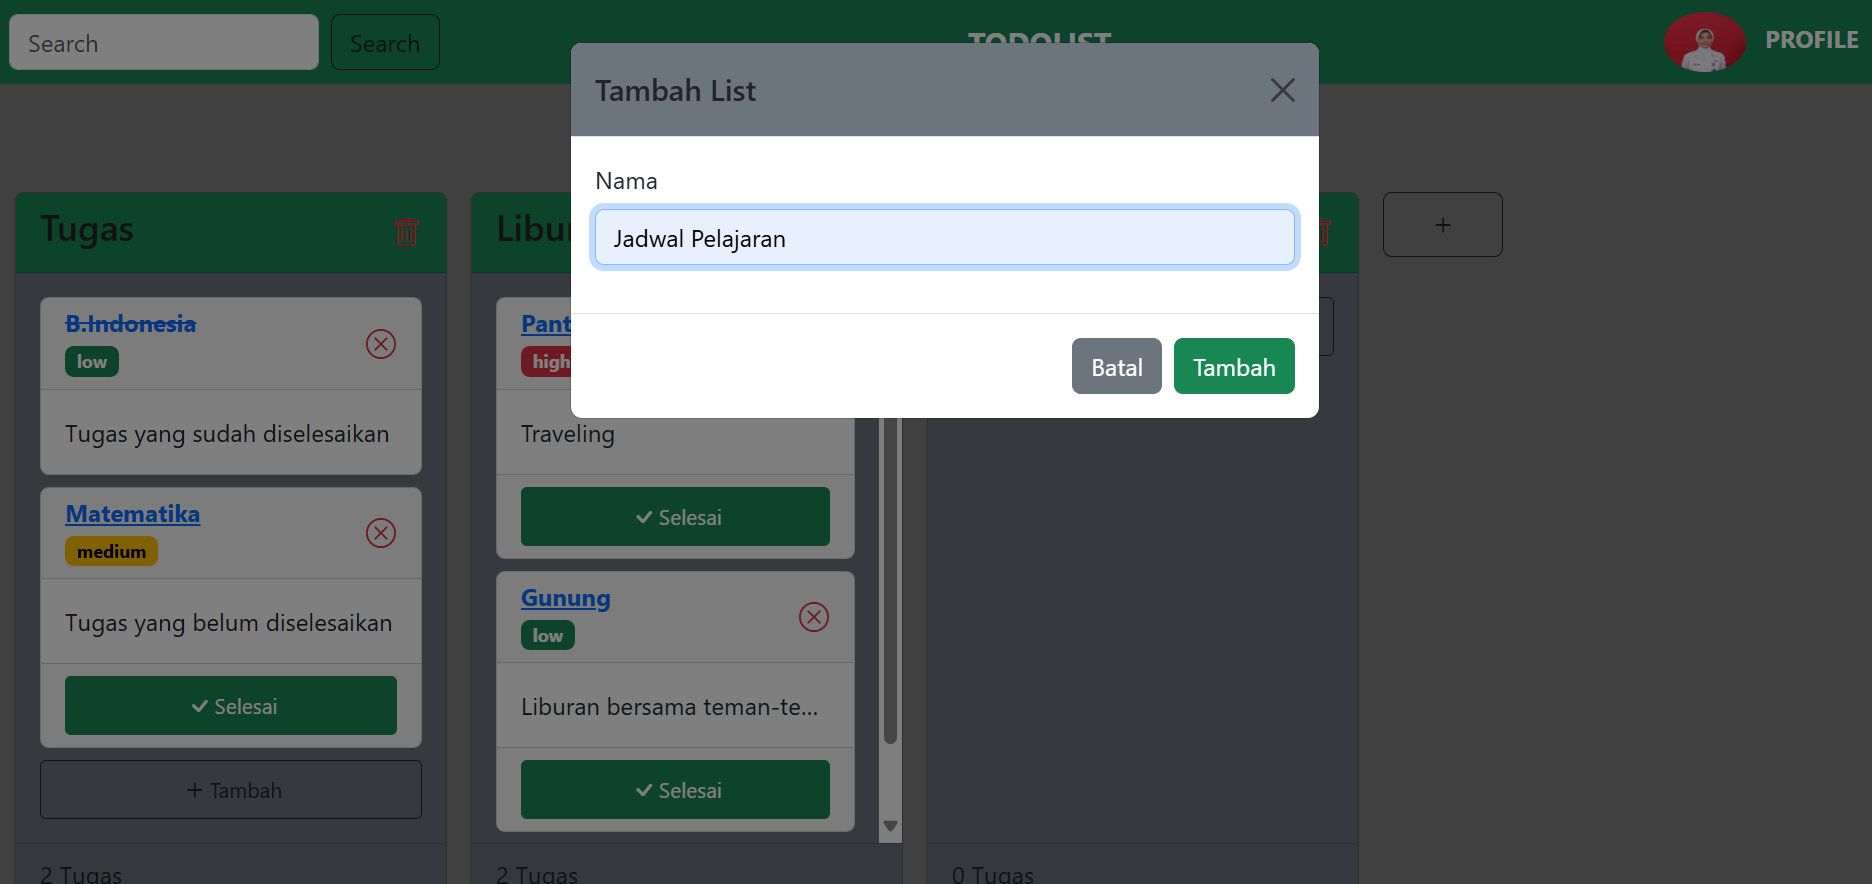 Search
Search
TODOLIST
PROFILE
Tambah List
Nama
Jadwal Pelajaran
Batal
Tambah
Tugas
B.Indonesia
low
Tugas yang sudah diselesaikan
Matematika
medium
Tugas yang belum diselesaikan
Selesai
+ Tambah
2 Tugas
high
Traveling
Selesai
Gunung
low
Liburan bersama teman-te...
Selesai
2 Tugas
0 Tugas
+